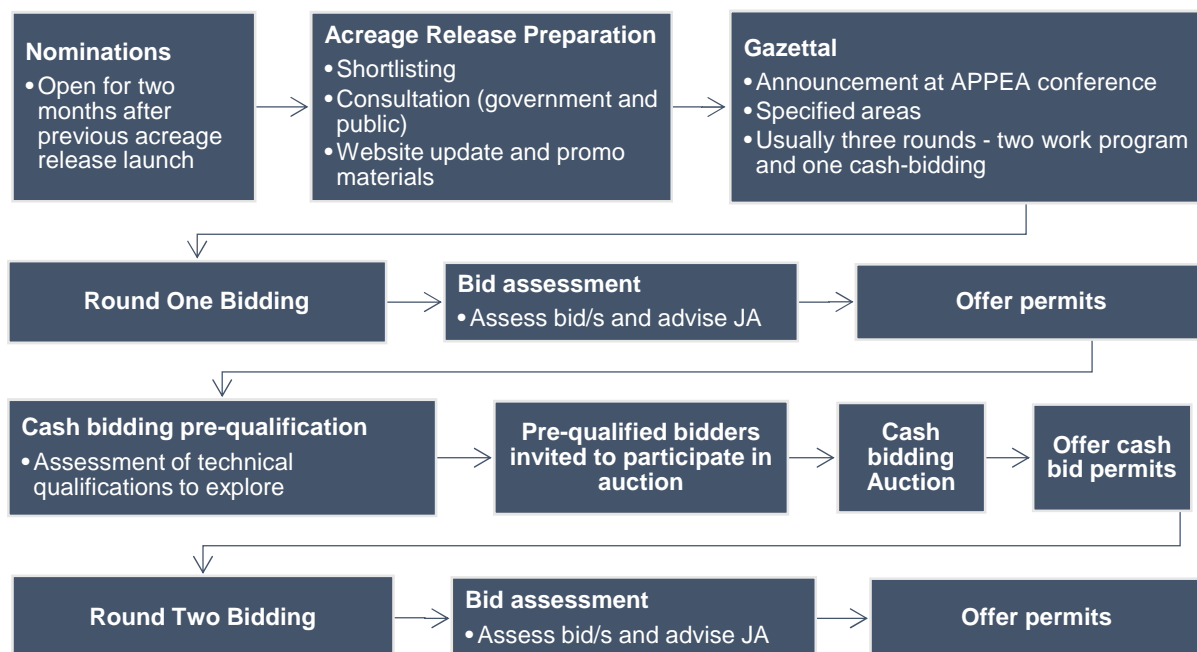 Nominations
• Open for two
months after
previous acreage
release launch
Acreage Release Preparation
• Shortlisting
• Consultation (government and
public)
• Website update and promo
materials
Gazettal
• Announcement at APPEA conference
• Specified areas
• Usually three rounds - two work program
and one cash-bidding
Round One Bidding
Bid assessment
• Assess bid/s and advise JA
Offer permits
Cash bidding pre-qualification
• Assessment of technical
qualifications to explore
Pre-qualified bidders
invited to participate in
auction
Cash
bidding
Auction
Offer cash
bid permits
Round Two Bidding
Bid assessment
• Assess bid/s and advise JA
Offer permits